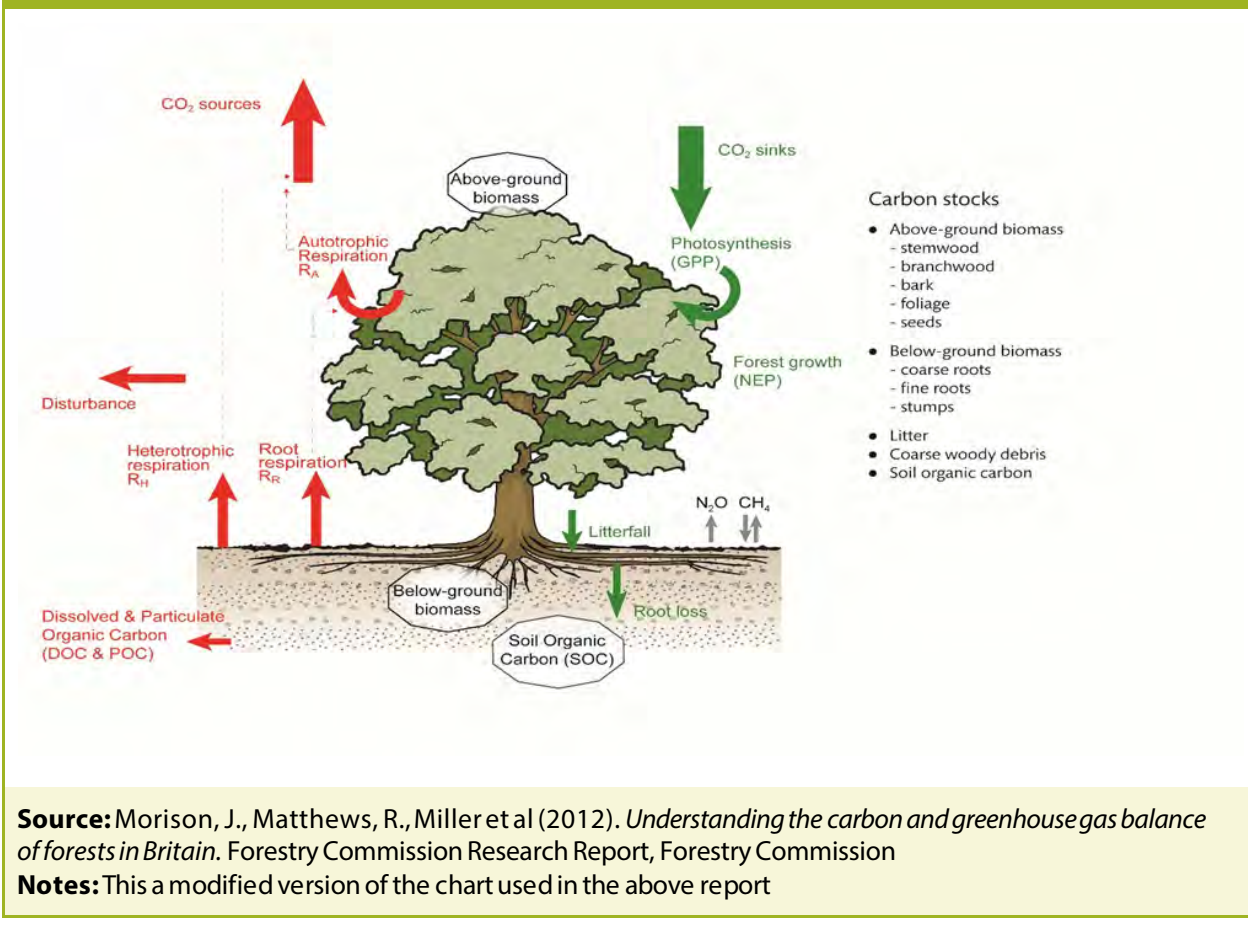 CO₂ sources
CO₂ sinks
Above-ground
biomass
Autotrophic
Respiration
R_A
Photosynthesis
(GPP)
Forest growth
(NEP)
Disturbance
Heterotrophic
respiration
R_H
Root
respiration
R_R
Litterfall
N₂O CH₄
Below-ground
biomass
Root loss
Dissolved & Particulate
Organic Carbon
(DOC & POC)
Soil Organic
Carbon (SOC)
Carbon stocks
• Above-ground biomass
- stemwood
- branchwood
- bark
- foliage
- seeds
• Below-ground biomass
- coarse roots
- fine roots
- stumps
• Litter
• Coarse woody debris
• Soil organic carbon
Source: Morison, J., Matthews, R., Miller et al (2012). Understanding the carbon and greenhouse gas balance
of forests in Britain. Forestry Commission Research Report, Forestry Commission
Notes: This a modified version of the chart used in the above report